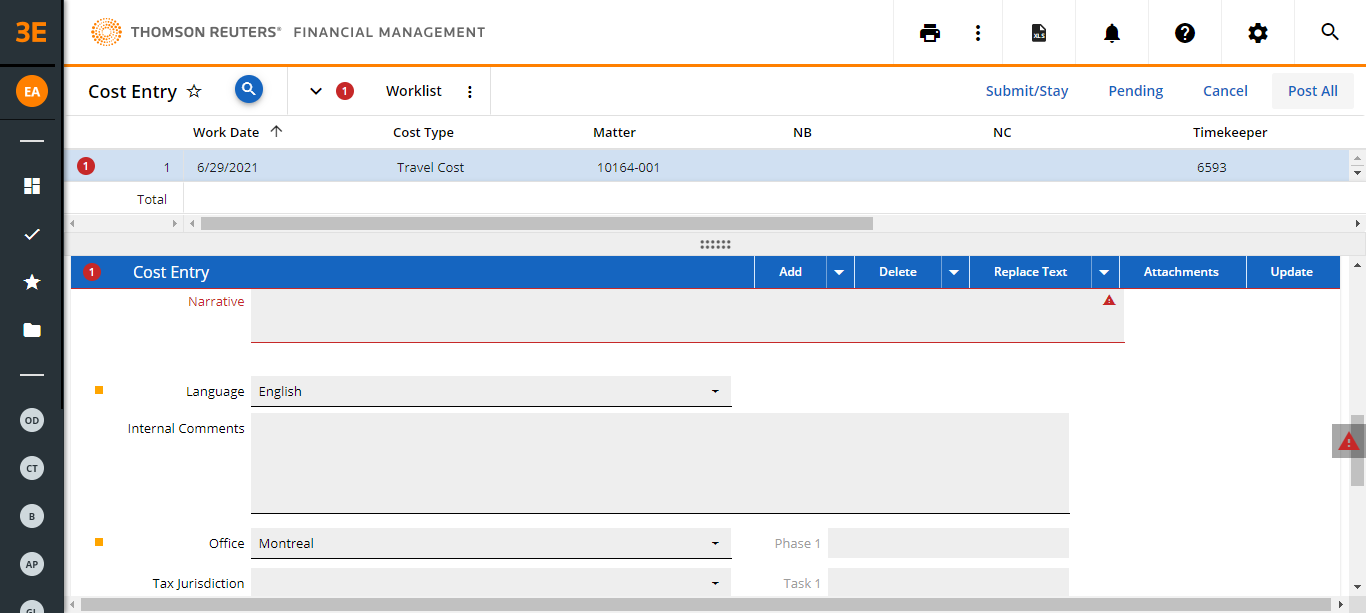 3E
THOMSON REUTERS® FINANCIAL MANAGEMENT
XLS
EA
Cost Entry
1
Worklist
Submit/Stay
Pending
Cancel
Post All
Work Date
Cost Type
Matter
NB
NC
Timekeeper
1
1
6/29/2021
Travel Cost
10164-001
6593
Total
1
Cost Entry
Add
Delete
Replace Text
Attachments
Update
Narrative
Language
English
Internal Comments
Office
Montreal
Phase 1
Tax Jurisdiction
Task 1
OD
CT
B
AP
GL